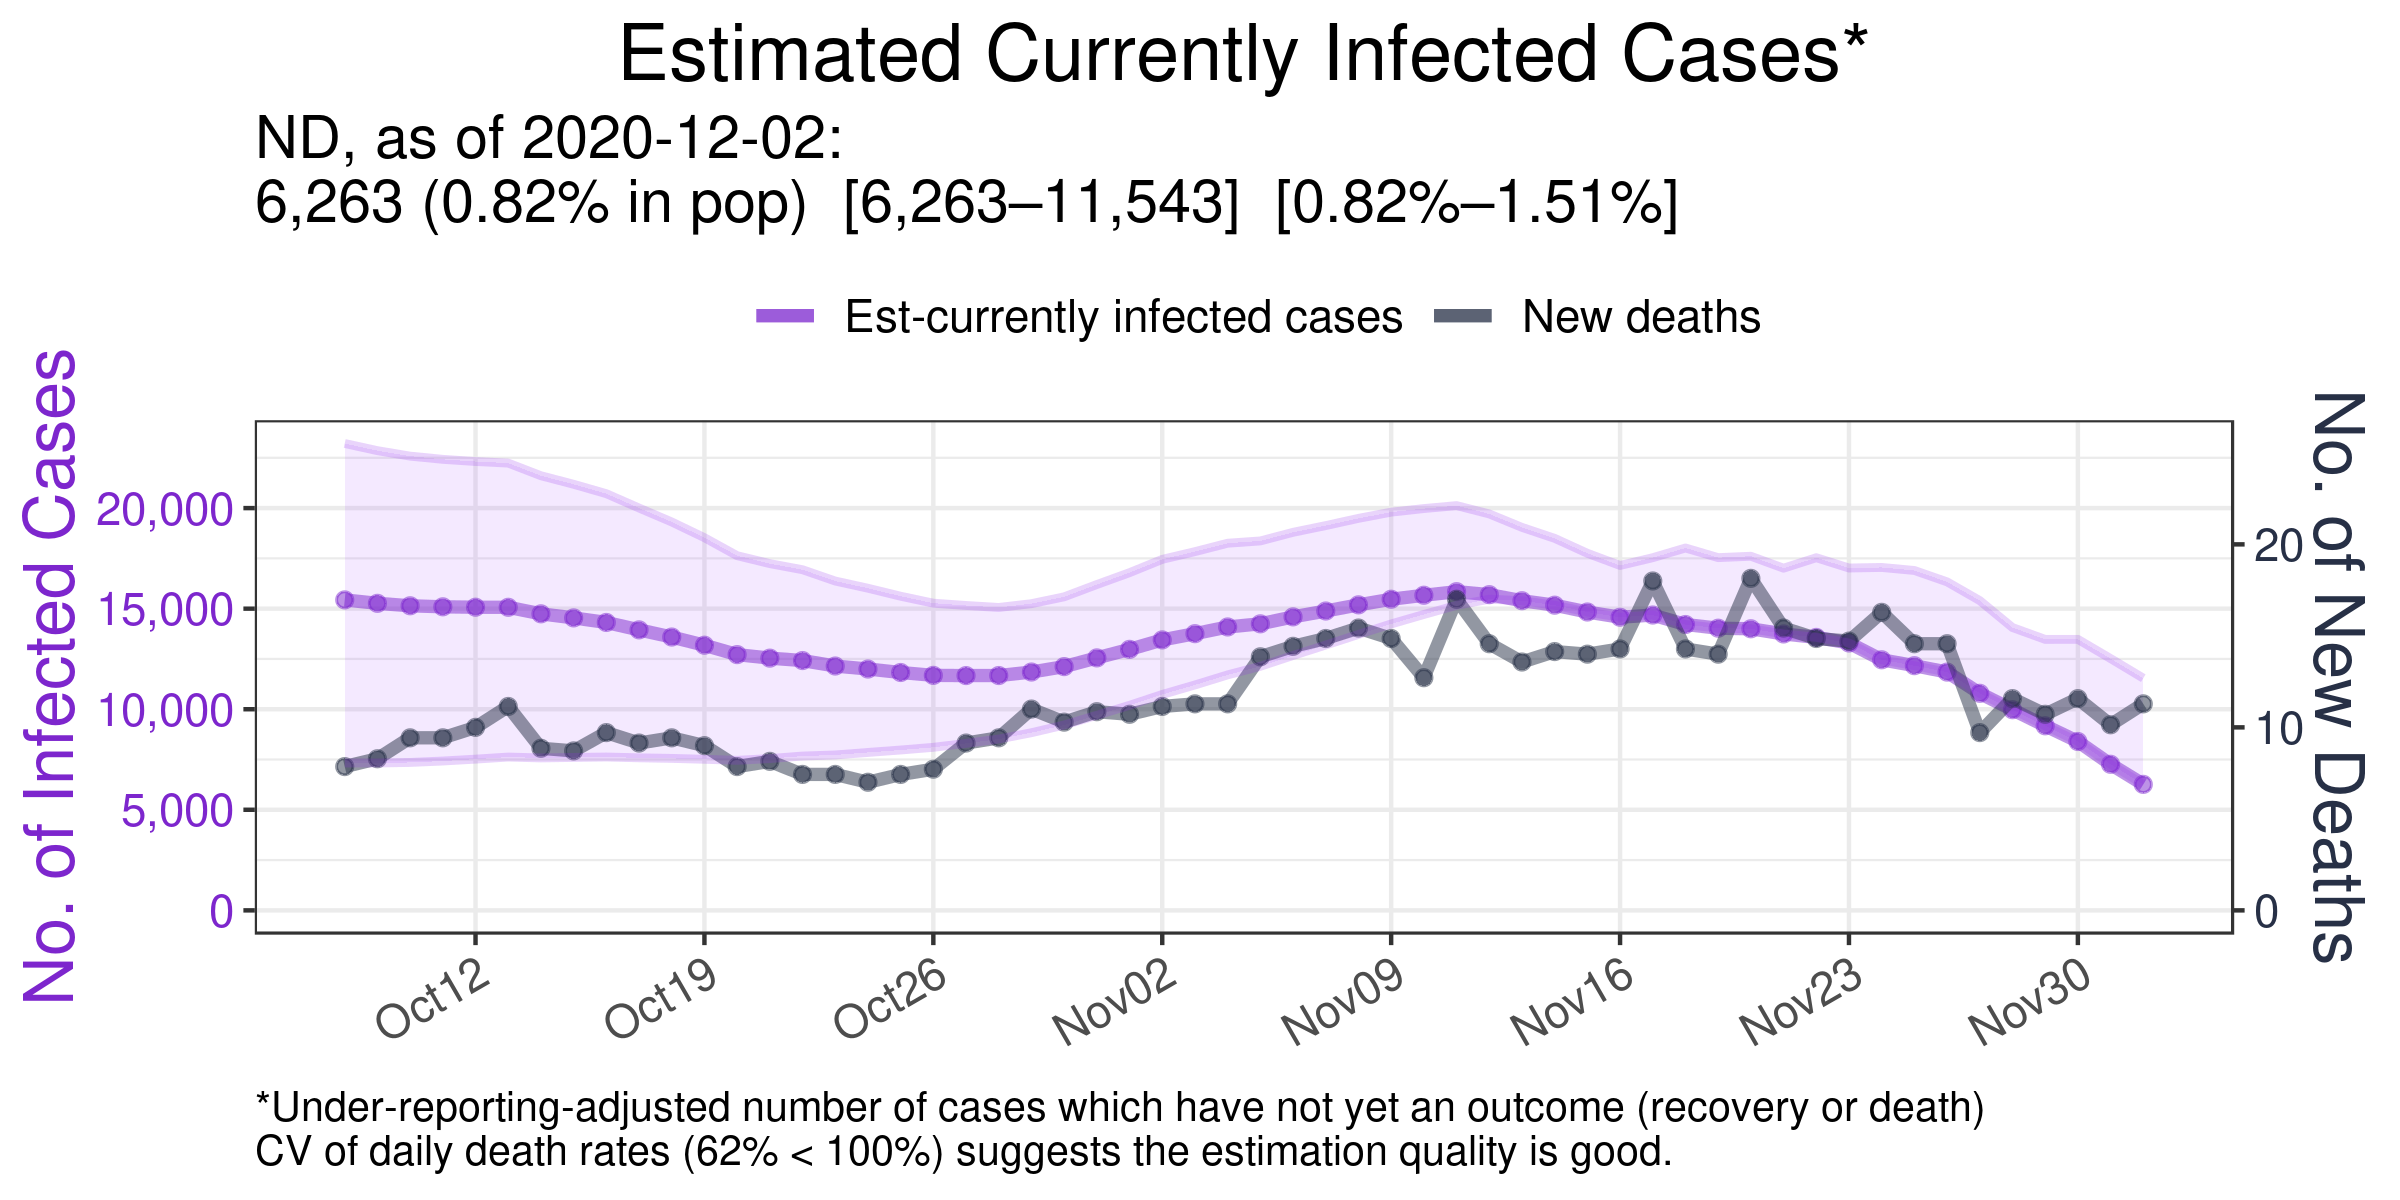 Estimated Currently Infected Cases*
ND, as of 2020-12-02:
6,263 (0.82% in pop)  [6,263–11,543]  [0.82%–1.51%]
Est-currently infected cases
New deaths
No. of Infected Cases
20,000
15,000
10,000
5,000
0
20
10
0
No. of New Deaths
Oct12
Oct19
Oct26
Nov02
Nov09
Nov16
Nov23
Nov30
*Under-reporting-adjusted number of cases which have not yet an outcome (recovery or death)
CV of daily death rates (62% < 100%) suggests the estimation quality is good.